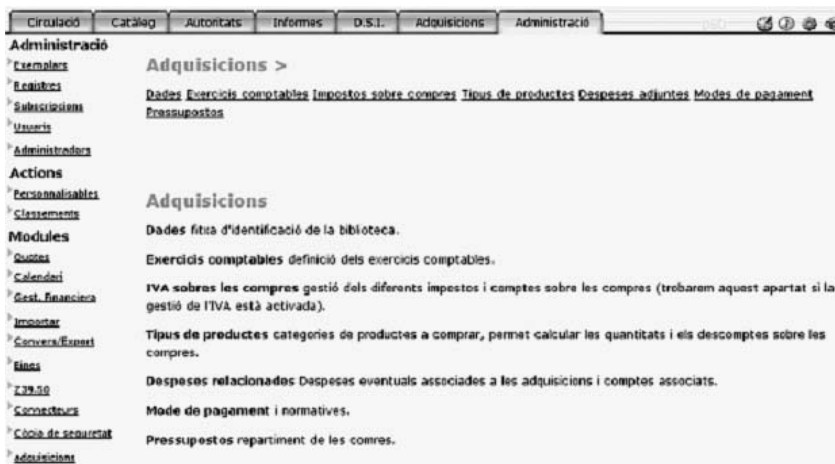 Circulació Catàleg Autoritats Informes D.S.I. Adquisicions Administració
Administració
Exemplars
Registres
Subscripcions
Usuaris
Administradors
Actions
Personnalisables
Classements
Modules
Quotes
Calendari
Gest. Financiera
Importar
Convers/Export
Eines
Z39.50
Connecteurs
Còpia de seguretat
adquisicions
Adquisicions >
Dades Exercicis comptables Impostos sobre compres Tipus de productes Despeses adjuntes Modes de pagament
Pressupostos
Adquisicions
Dades fitxa d'identificació de la biblioteca.
Exercicis comptables definició dels exercicis comptables.
IVA sobres les compres gestió dels diferents impostos i comptes sobre les compres (trobarem aquest apartat si la
gestió de l'IVA està activada).
Tipus de productes categories de productes a comprar, permet calcular les quantitats i els descomptes sobre les
compres.
Despeses relacionades Despeses eventuals associades a les adquisicions i comptes associats.
Mode de pagament i normatives.
Pressupostos repartiment de les comres.